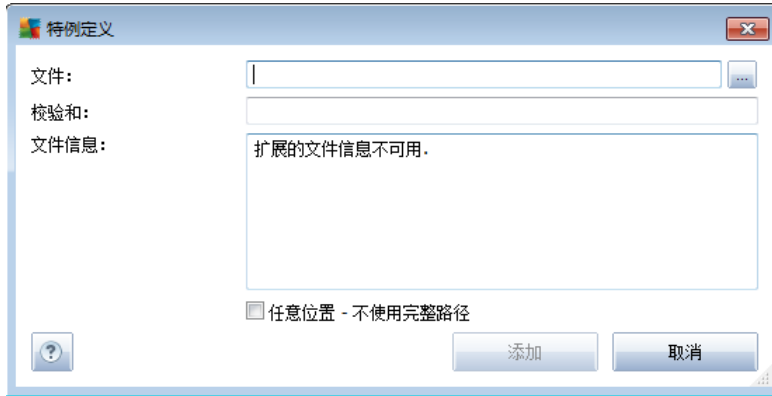 特例定义
文件:
...
校验和:
文件信息:
扩展的文件信息不可用.
任意位置 - 不使用完整路径
?
添加
取消